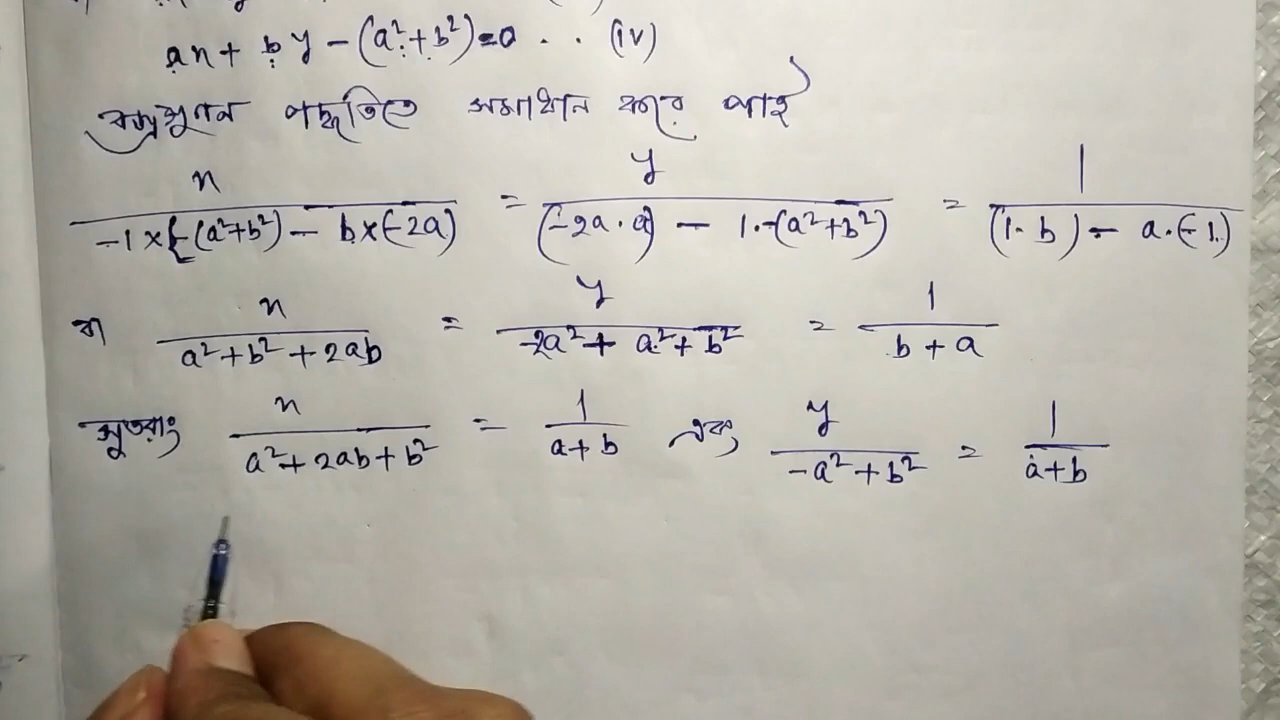 ax + by - (a² + b²) = 0 . . (iv)
বজ্রগুণন পদ্ধতিতে সমাধান করে পাই
x / -1 × {-(a²+b²) - b×(-2a) = y / (-2a · a) - 1·-(a²+b²) = 1 / (1· b) - a·(-1)
বা x / a²+b²+2ab = y / -2a² + a² + b² = 1 / b + a
সুতরাং x / a²+2ab+b² = 1 / a+b এবং y / -a²+b² = 1 / a+b